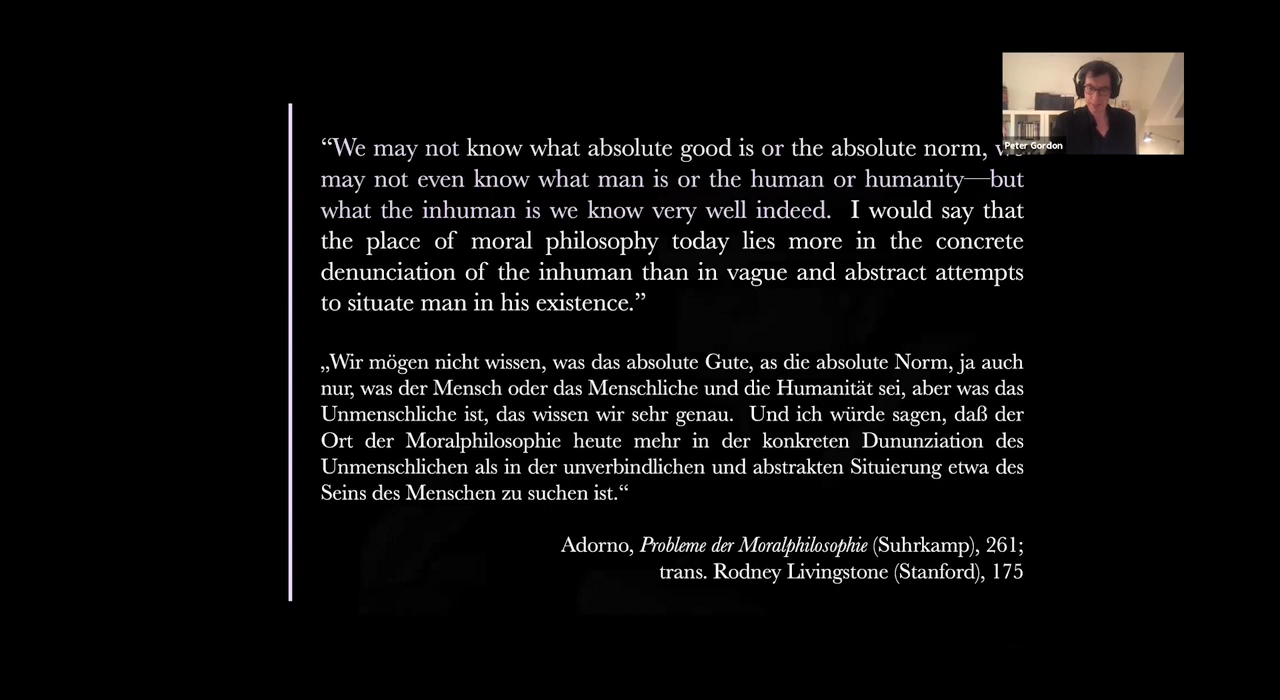 “We may not know what absolute good is or the absolute norm,
may not even know what man is or the human or humanity—but
what the inhuman is we know very well indeed.  I would say that
the place of moral philosophy today lies more in the concrete
denunciation of the inhuman than in vague and abstract attempts
to situate man in his existence.”
„Wir mögen nicht wissen, was das absolute Gute, as die absolute Norm, ja auch
nur, was der Mensch oder das Menschliche und die Humanität sei, aber was das
Unmenschliche ist, das wissen wir sehr genau.  Und ich würde sagen, daß der
Ort der Moralphilosophie heute mehr in der konkreten Dununziation des
Unmenschlichen als in der unverbindlichen und abstrakten Situierung etwa des
Seins des Menschen zu suchen ist.“
Adorno, Probleme der Moralphilosophie (Suhrkamp), 261;
trans. Rodney Livingstone (Stanford), 175
Peter Gordon